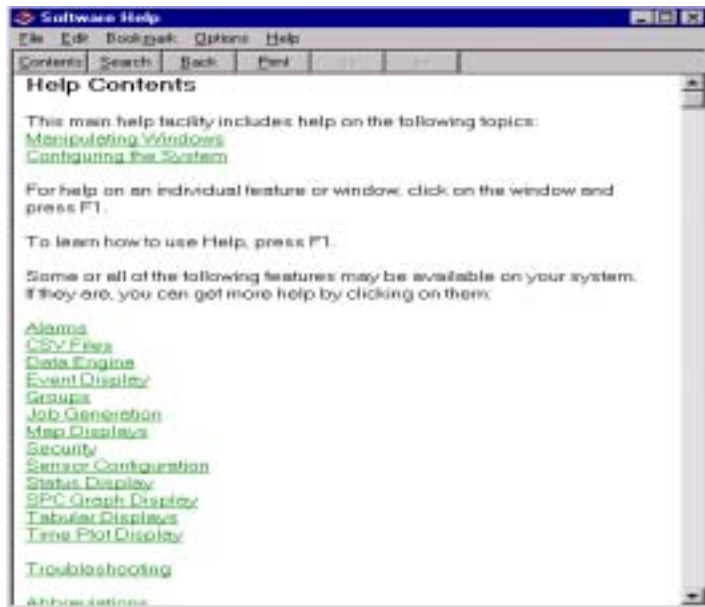 Software Help
File Edit Bookmark Options Help
Contents Search Back Print << >>
Help Contents
This main help facility includes help on the following topics:
Manipulating Windows
Configuring the System
For help on an individual feature or window, click on the window and
press F1.
To learn how to use Help, press F1.
Some or all of the following features may be available on your system.
If they are, you can get more help by clicking on them:
Alarms
CSV Files
Data Engine
Event Display
Groups
Job Generation
Map Displays
Security
Sensor Configuration
Status Display
SPC Graph Display
Tabular Displays
Time Plot Display
Troubleshooting
Abbreviations